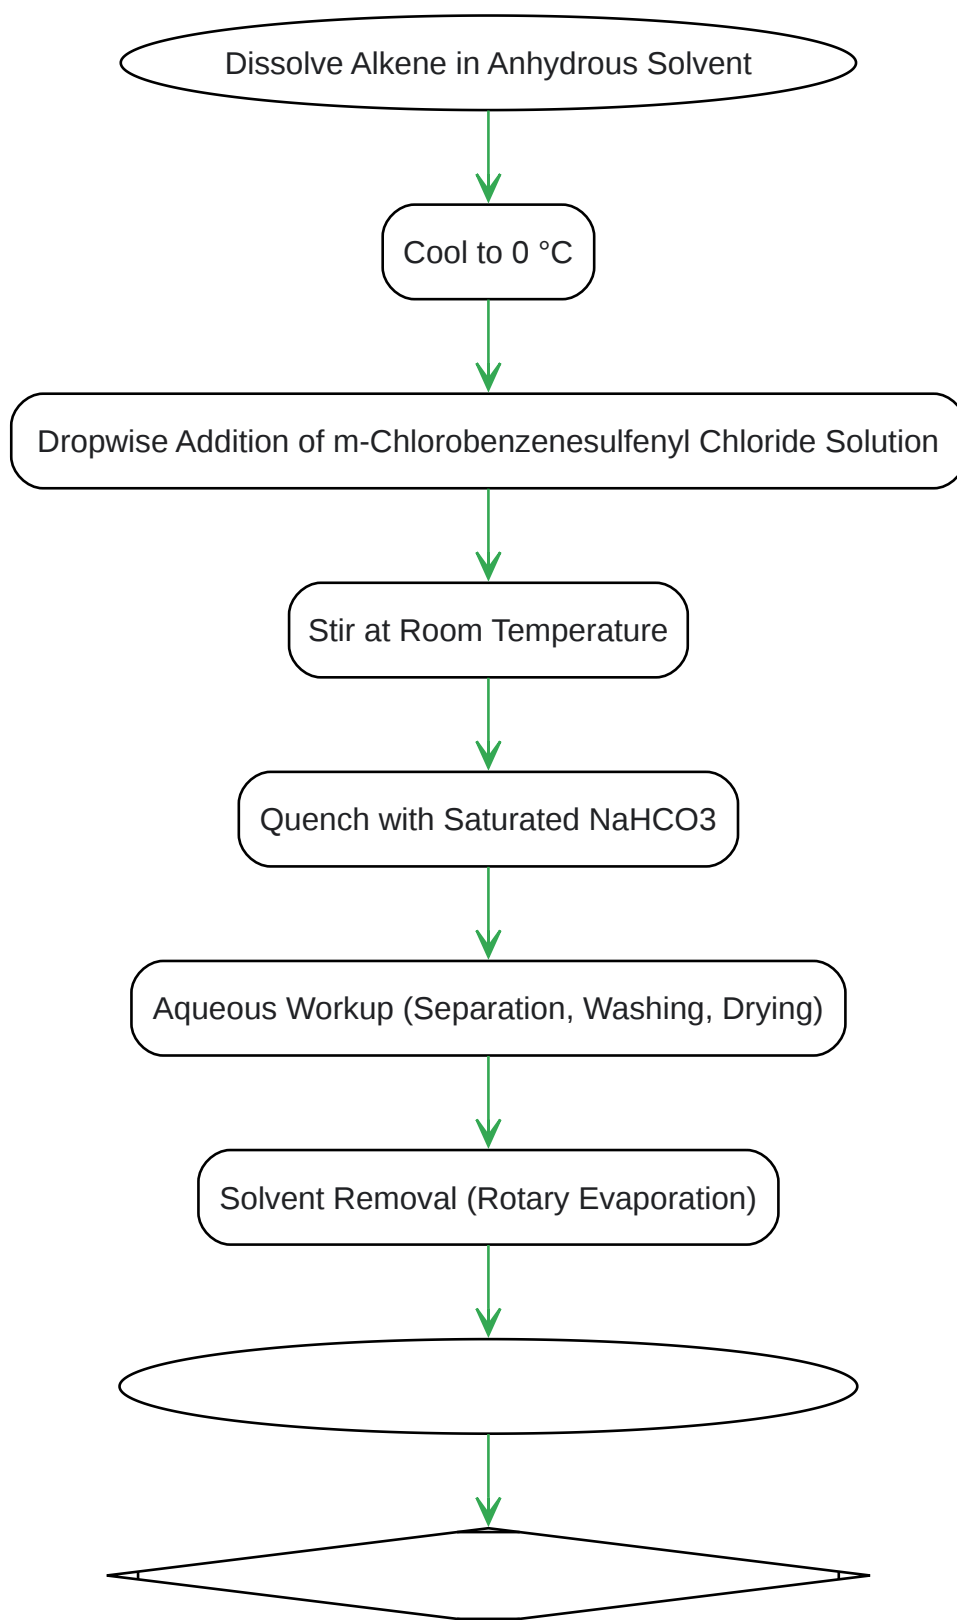 Dissolve Alkene in Anhydrous Solvent
Cool to 0 °C
Dropwise Addition of m-Chlorobenzenesulfenyl Chloride Solution
Stir at Room Temperature
Quench with Saturated NaHCO3
Aqueous Workup (Separation, Washing, Drying)
Solvent Removal (Rotary Evaporation)